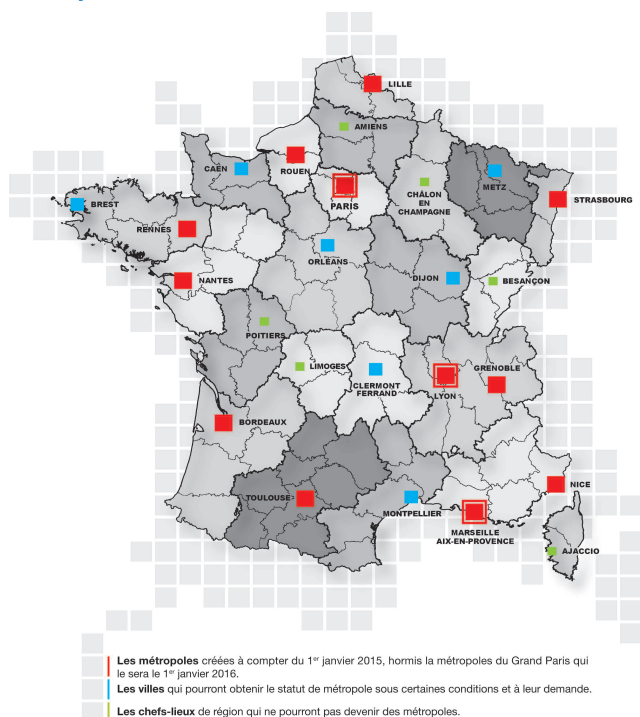 LILLE
AMIENS
CAEN
ROUEN
METZ
PARIS
CHÂLON
EN
CHAMPAGNE
STRASBOURG
BREST
RENNES
ORLÉANS
DIJON
NANTES
BESANÇON
POITIERS
LIMOGES
CLERMONT
FERRAND
GRENOBLE
LYON
BORDEAUX
TOULOUSE
NICE
MONTPELLIER
MARSEILLE
AIX-EN-PROVENCE
AJACCIO
Les métropoles créées à compter du 1er janvier 2015, hormis la métropoles du Grand Paris qui
le sera le 1er janvier 2016.
Les villes qui pourront obtenir le statut de métropole sous certaines conditions et à leur demande.
Les chefs-lieux de région qui ne pourront pas devenir des métropoles.